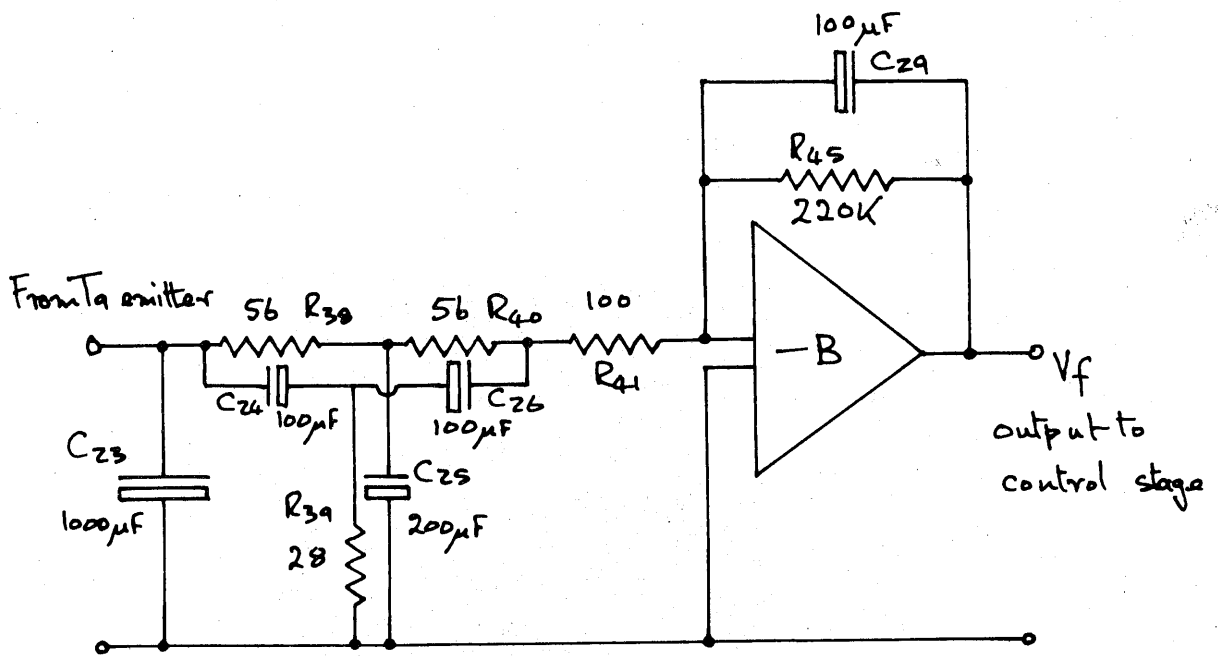 100μF
C29
R45
220K
From T9 emitter
56 R38
56 R40
100
R41
-B
Vf
output to
control stage
C24
100μF
C26
100μF
C23
1000μF
R39
28
C25
200μF